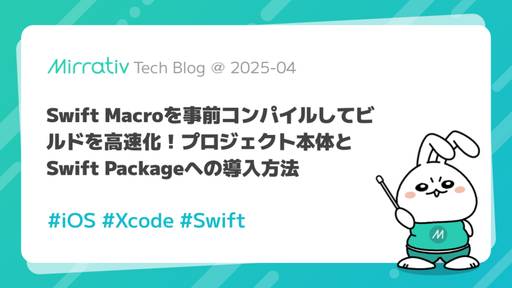 Mirrativ Tech Blog @ 2025-04
Swift Macroを事前コンパイルしてビ
ルドを高速化！プロジェクト本体と
Swift Packageへの導入方法
#iOS #Xcode #Swift
M